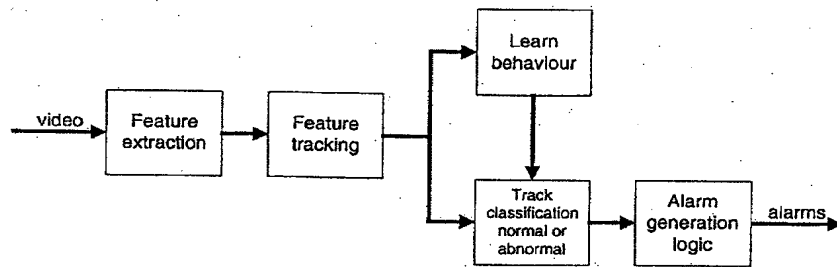 video
Feature
extraction
Feature
tracking
Learn
behaviour
Track
classification
normal or
abnormal
Alarm
generation
logic
alarms